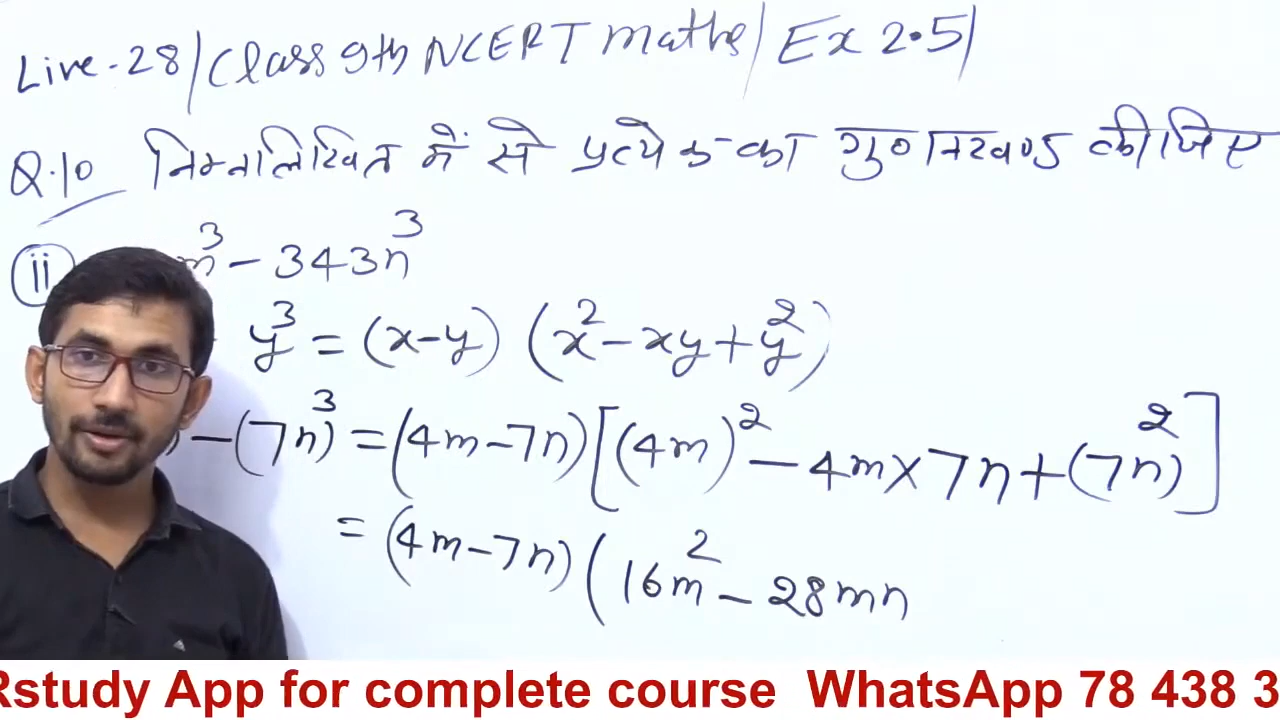 Live-28/Class 9th NCERT maths/Ex 2.5/
Q.10 निम्नलिखित में से प्रत्येक का गुणनखण्ड कीजिए
ii m³ - 343n³
y³ = (x-y) (x² - xy + y²)
) - (7n)³ = (4m-7n) [(4m)² - 4m × 7n + (7n)²]
= (4m-7n) (16m² - 28mn
Rstudy App for complete course WhatsApp 78 438 3